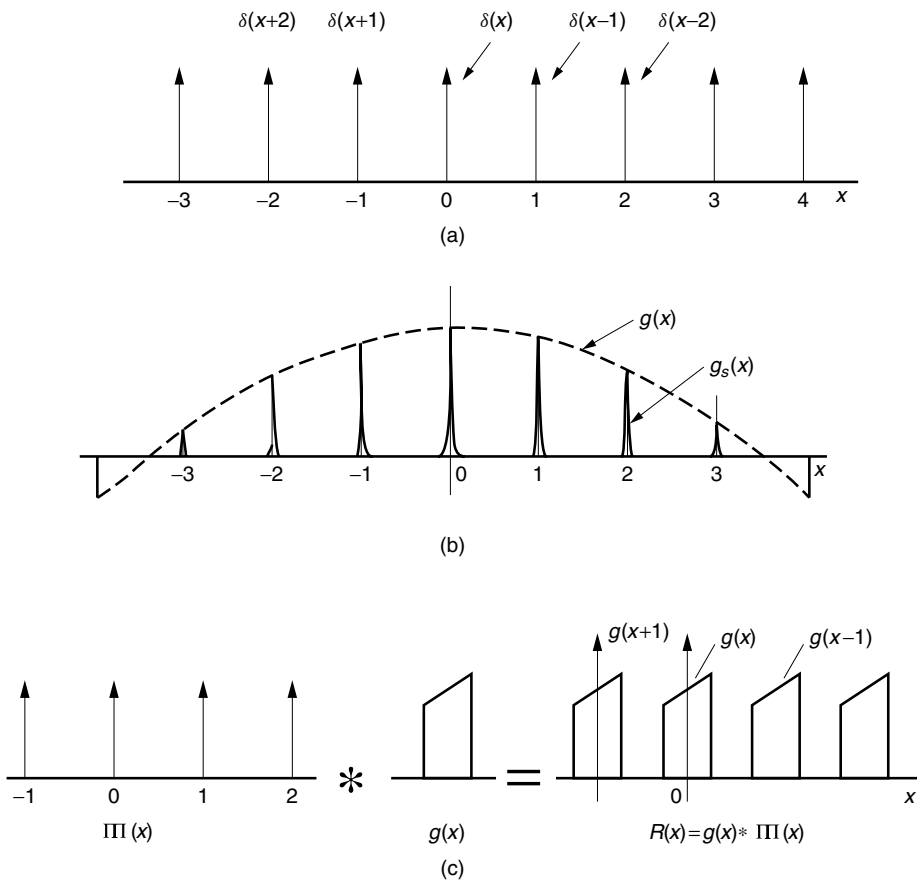 δ(x+2) δ(x+1) δ(x) δ(x−1) δ(x−2)
−3 −2 −1 0 1 2 3 4 x
(a)
g(x)
g_s(x)
−3 −2 −1 0 1 2 3 x
(b)
g(x+1) g(x) g(x−1)
* =
−1 0 1 2 0 x
Ш(x) g(x) R(x)=g(x)* Ш(x)
(c)